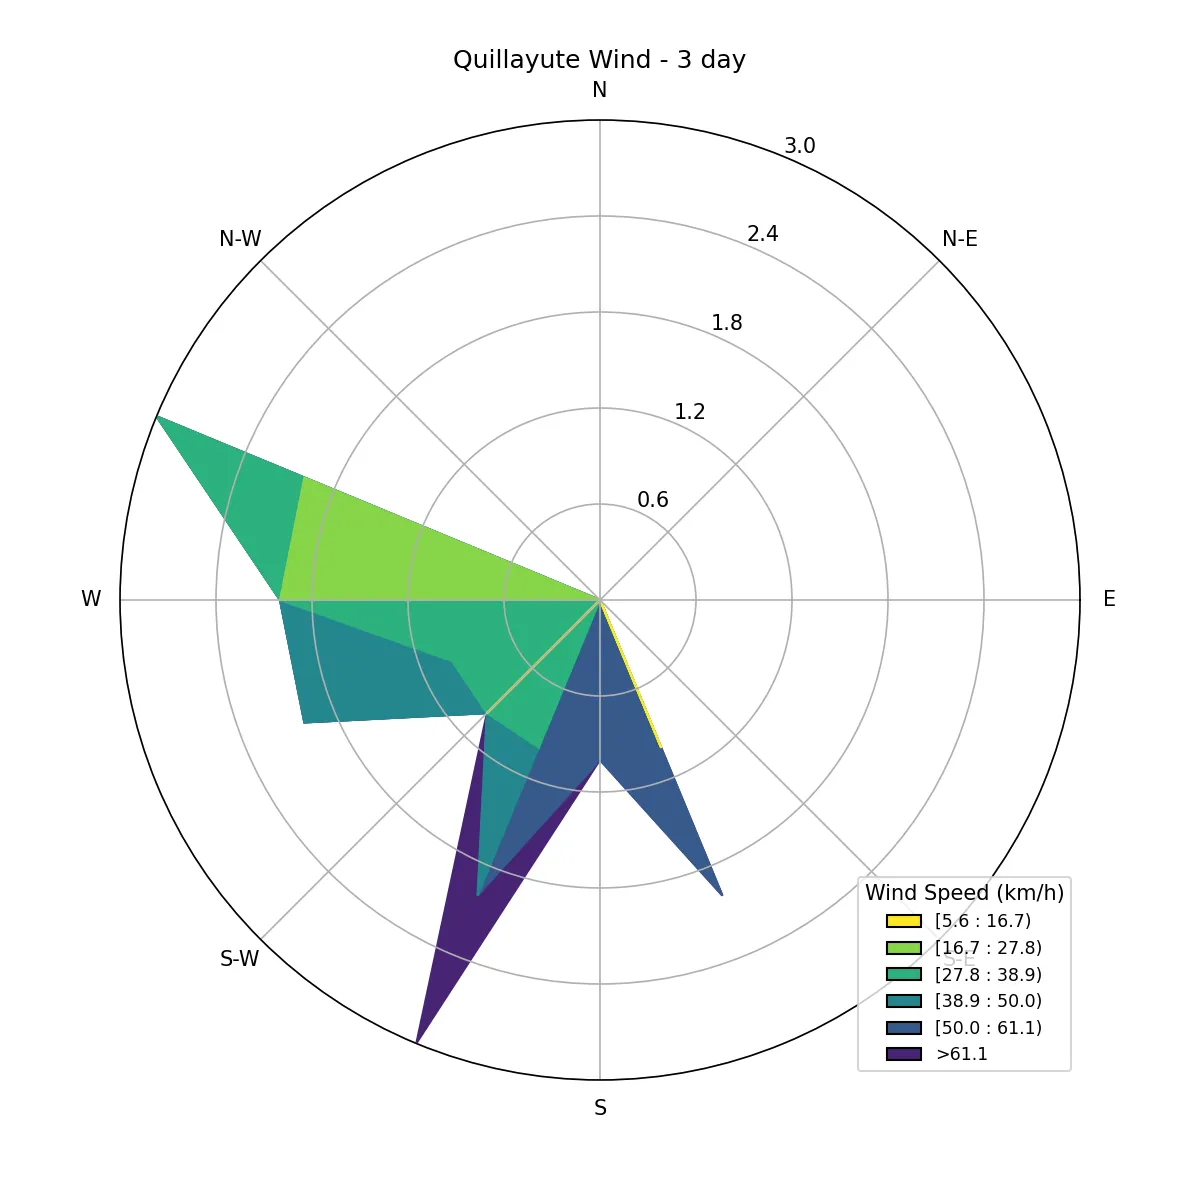 Quillayute Wind - 3 day
N
3.0
N-W
2.4
N-E
1.8
1.2
0.6
W
E
S-W
S-E
Wind Speed (km/h)
[5.6 : 16.7)
[16.7 : 27.8)
[27.8 : 38.9)
[38.9 : 50.0)
[50.0 : 61.1)
>61.1
S